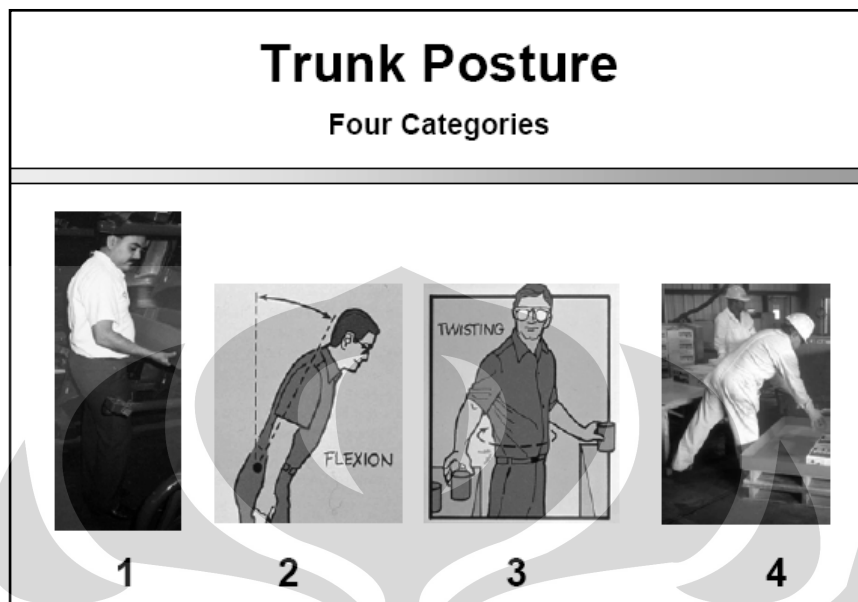 Trunk Posture
Four Categories
TWISTING
FLEXION
1 2 3 4